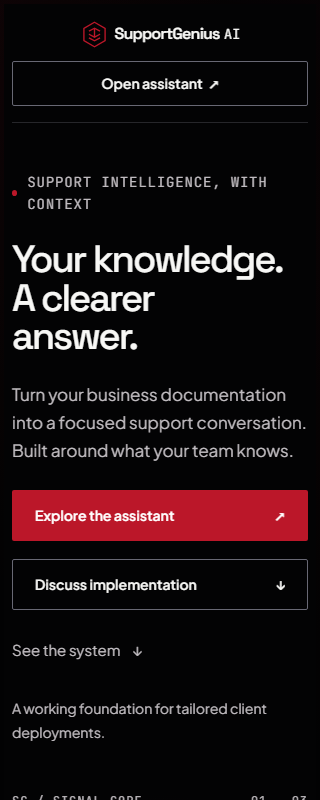 SupportGenius AI
Open assistant ↗
SUPPORT INTELLIGENCE, WITH
CONTEXT
Your knowledge.
A clearer
answer.
Turn your business documentation
into a focused support conversation.
Built around what your team knows.
Explore the assistant ↗
Discuss implementation ↓
See the system ↓
A working foundation for tailored client
deployments.